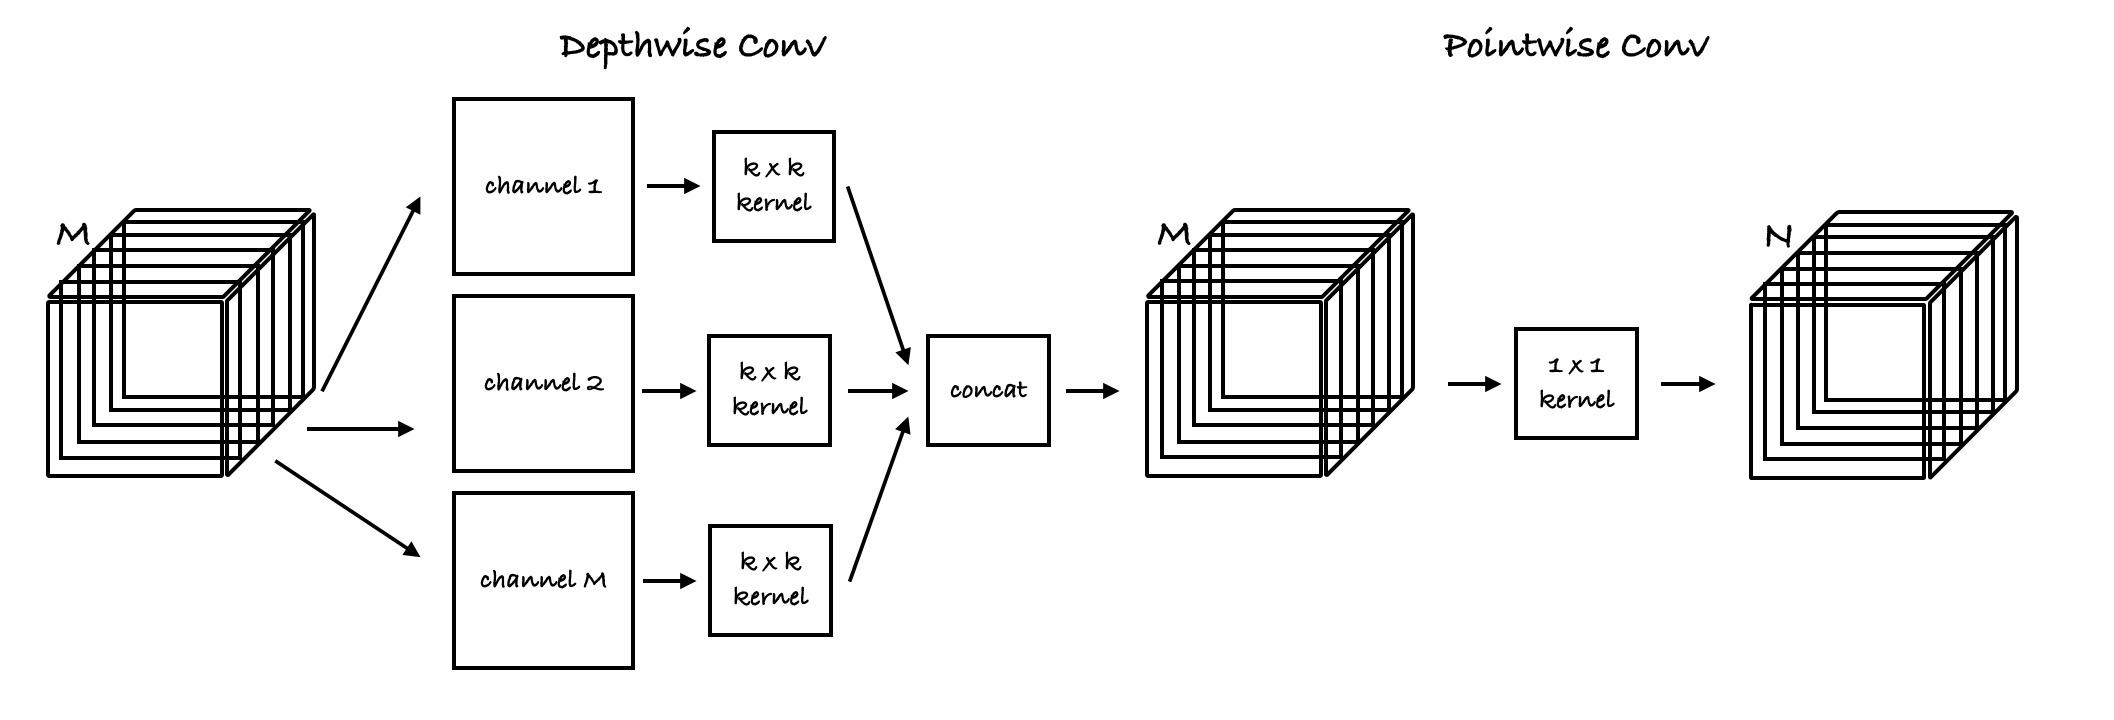 Depthwise Conv
Pointwise Conv
M
channel 1
k x k
kernel
channel 2
k x k
kernel
channel M
k x k
kernel
concat
M
1 x 1
kernel
N